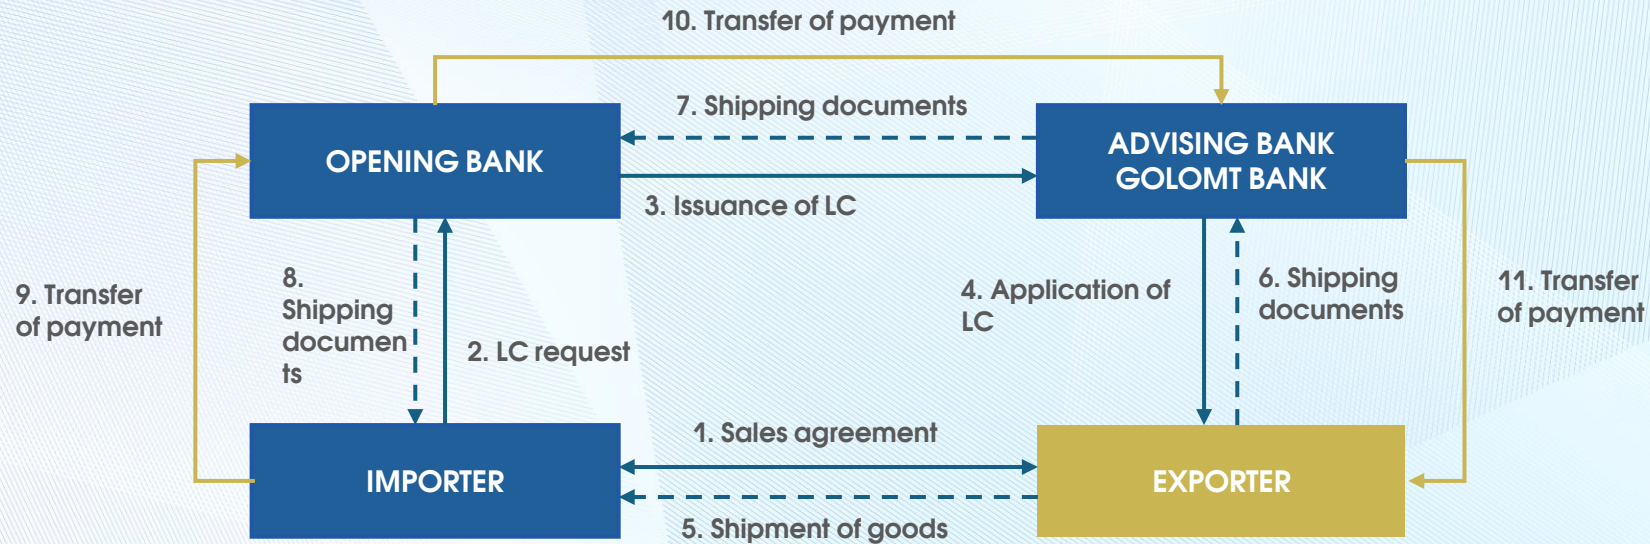 10. Transfer of payment
7. Shipping documents
OPENING BANK
ADVISING BANK
GOLOMT BANK
3. Issuance of LC
9. Transfer
of payment
8.
Shipping
documen
ts
2. LC request
4. Application of
LC
6. Shipping
documents
11. Transfer
of payment
1. Sales agreement
IMPORTER
EXPORTER
5. Shipment of goods